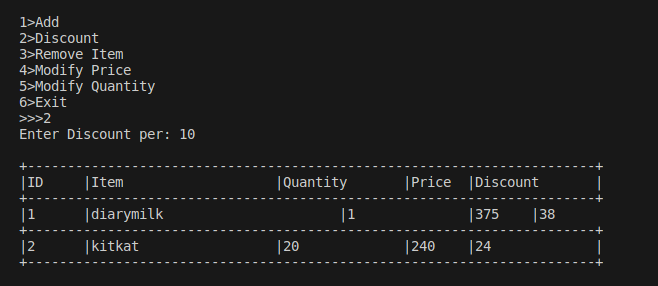 1>Add
2>Discount
3>Remove Item
4>Modify Price
5>Modify Quantity
6>Exit
>>>2
Enter Discount per: 10
+-----------------------------------------------------------------------+
|ID      |Item                   |Quantity       |Price  |Discount       |
+-----------------------------------------------------------------------+
|1       |diarymilk                      |1              |375    |38
+-----------------------------------------------------------------------+
|2       |kitkat                 |20             |240    |24             |
+-----------------------------------------------------------------------+